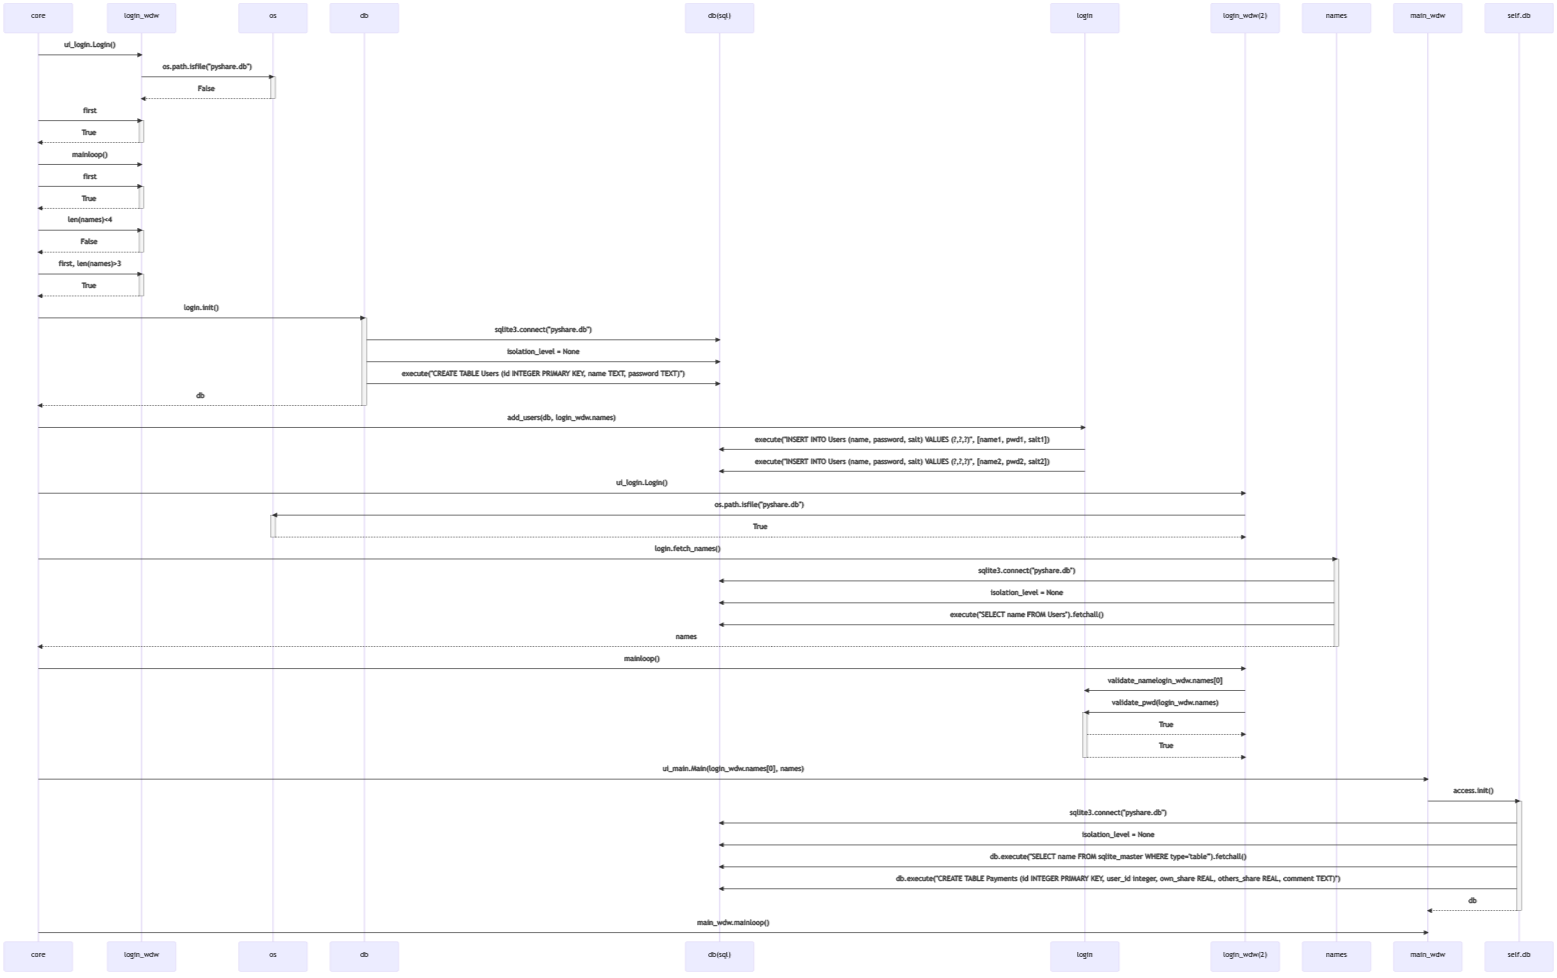 core login_wdw os db db(sql) login login_wdw(2) names main_wdw self.db
ui_login.Login()
os.path.isfile("pyshare.db")
False
first
True
mainloop()
first
True
len(names)<4
False
first, len(names)>3
True
login.init()
sqlite3.connect("pyshare.db")
isolation_level = None
execute("CREATE TABLE Users (id INTEGER PRIMARY KEY, name TEXT, password TEXT)")
db
add_users(db, login_wdw.names)
execute("INSERT INTO Users (name, password, salt) VALUES (?,?,?)", [name1, pwd1, salt1])
execute("INSERT INTO Users (name, password, salt) VALUES (?,?,?)", [name2, pwd2, salt2])
ui_login.Login()
os.path.isfile("pyshare.db")
True
login.fetch_names()
sqlite3.connect("pyshare.db")
isolation_level = None
execute("SELECT name FROM Users").fetchall()
names
mainloop()
validate_namelogin_wdw.names[0]
validate_pwd(login_wdw.names)
True
True
ui_main.Main(login_wdw.names[0], names)
access.init()
sqlite3.connect("pyshare.db")
isolation_level = None
db.execute("SELECT name FROM sqlite_master WHERE type='table'").fetchall()
db.execute("CREATE TABLE Payments (id INTEGER PRIMARY KEY, user_id integer, own_share REAL, others_share REAL, comment TEXT)")
db
main_wdw.mainloop()
core login_wdw os db db(sql) login login_wdw(2) names main_wdw self.db